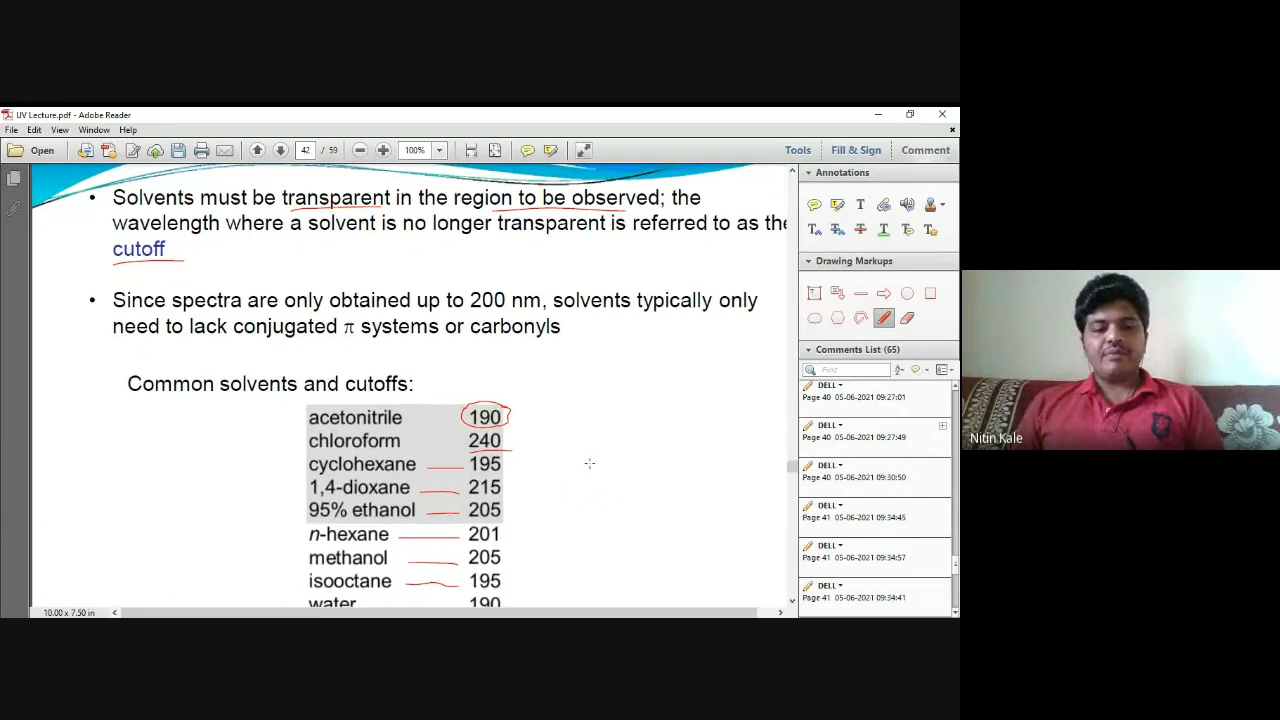 UV Lecture.pdf - Adobe Reader
File Edit View Window Help
Open 42 / 59 100% Tools Fill & Sign Comment
• Solvents must be transparent in the region to be observed; the
wavelength where a solvent is no longer transparent is referred to as the
cutoff
• Since spectra are only obtained up to 200 nm, solvents typically only
need to lack conjugated π systems or carbonyls
Common solvents and cutoffs:
acetonitrile 190
chloroform 240
cyclohexane 195
1,4-dioxane 215
95% ethanol 205
n-hexane 201
methanol 205
isooctane 195
water 190
10.00 x 7.50 in
Annotations
Drawing Markups
Comments List (65)
Find
DELL
Page 40 05-06-2021 09:27:01
DELL
Page 40 05-06-2021 09:27:49
DELL
Page 40 05-06-2021 09:30:50
DELL
Page 41 05-06-2021 09:34:45
DELL
Page 41 05-06-2021 09:34:57
DELL
Page 41 05-06-2021 09:34:41
Nitin Kale